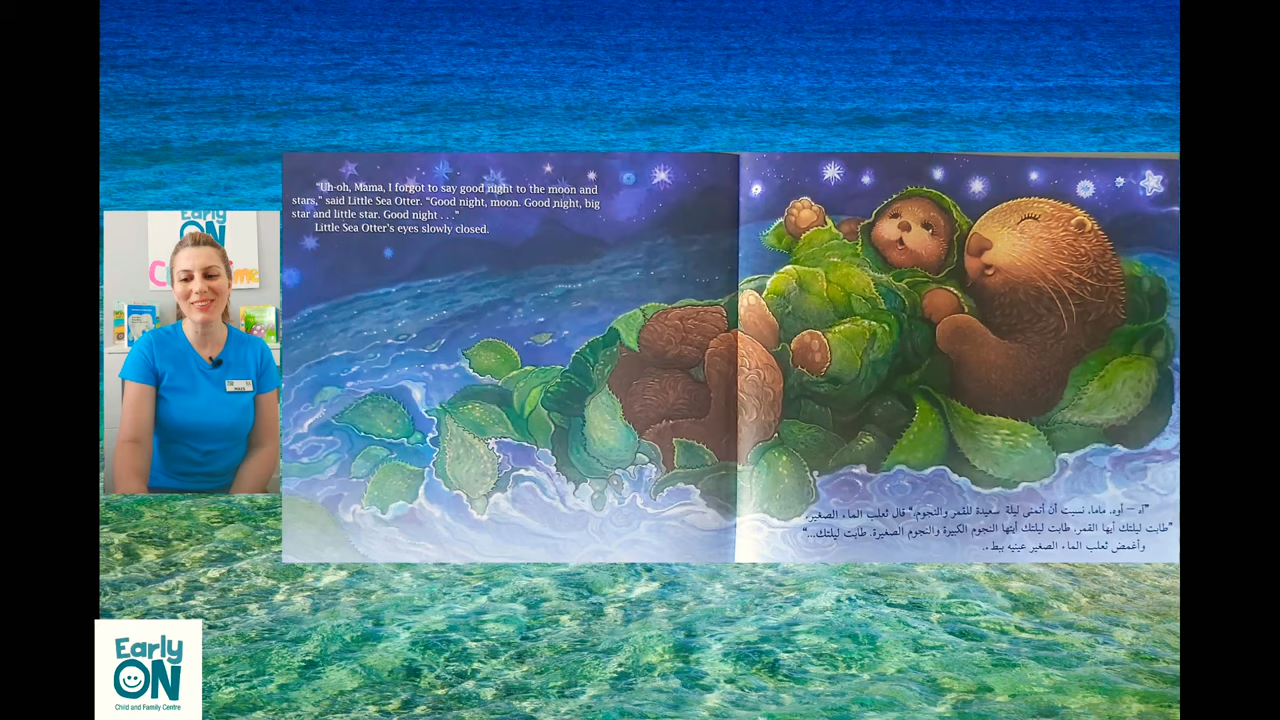 "Uh-oh, Mama, I forgot to say good night to the moon and
stars," said Little Sea Otter. "Good night, moon. Good night, big
star and little star. Good night . . ."
Little Sea Otter's eyes slowly closed.
Early
ON
"آه – أوه، ماما، نسيت أن أتمنى ليلة سعيدة للقمر والنجوم." قال ثعلب الماء الصغير.
"طابت ليلتك أيها القمر. طابت ليلتك أيتها النجوم الكبيرة والنجوم الصغيرة. طابت ليلتك..."
وأغمض ثعلب الماء الصغير عينيه ببطء.
Early
ON
Child and Family Centre